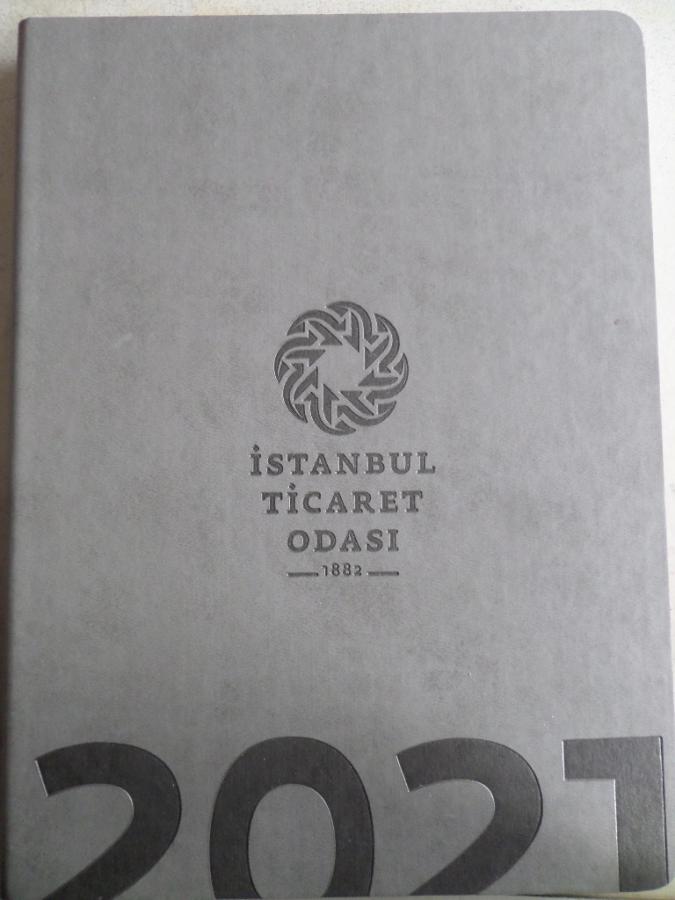 İSTANBUL
TİCARET
ODASI
1882
2021